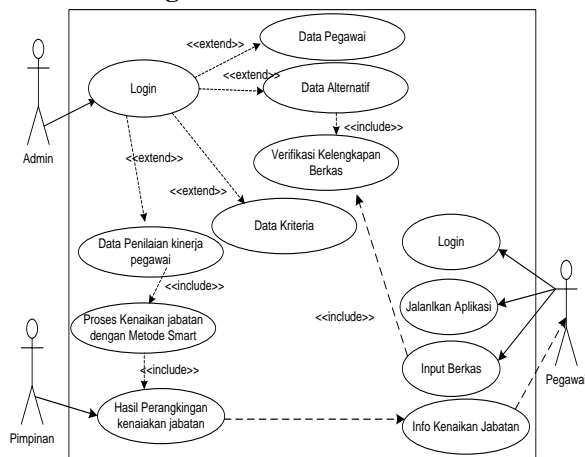 <<extend>>
Data Pegawai
<<extend>>
Login
Data Alternatif
<<include>>
Admin
<<extend>>
Verifikasi Kelengkapan
Berkas
<<extend>>
Data Kriteria
Login
Data Penilaian kinerja
pegawai
<<include>>
JalanIkan Aplikasi
Proses Kenaikan jabatan
dengan Metode Smart
<<include>>
<<include>>
Input Berkas
Pegawai
Hasil Perangkingan
kenaiakan jabatan
Info Kenaikan Jabatan
Pimpinan